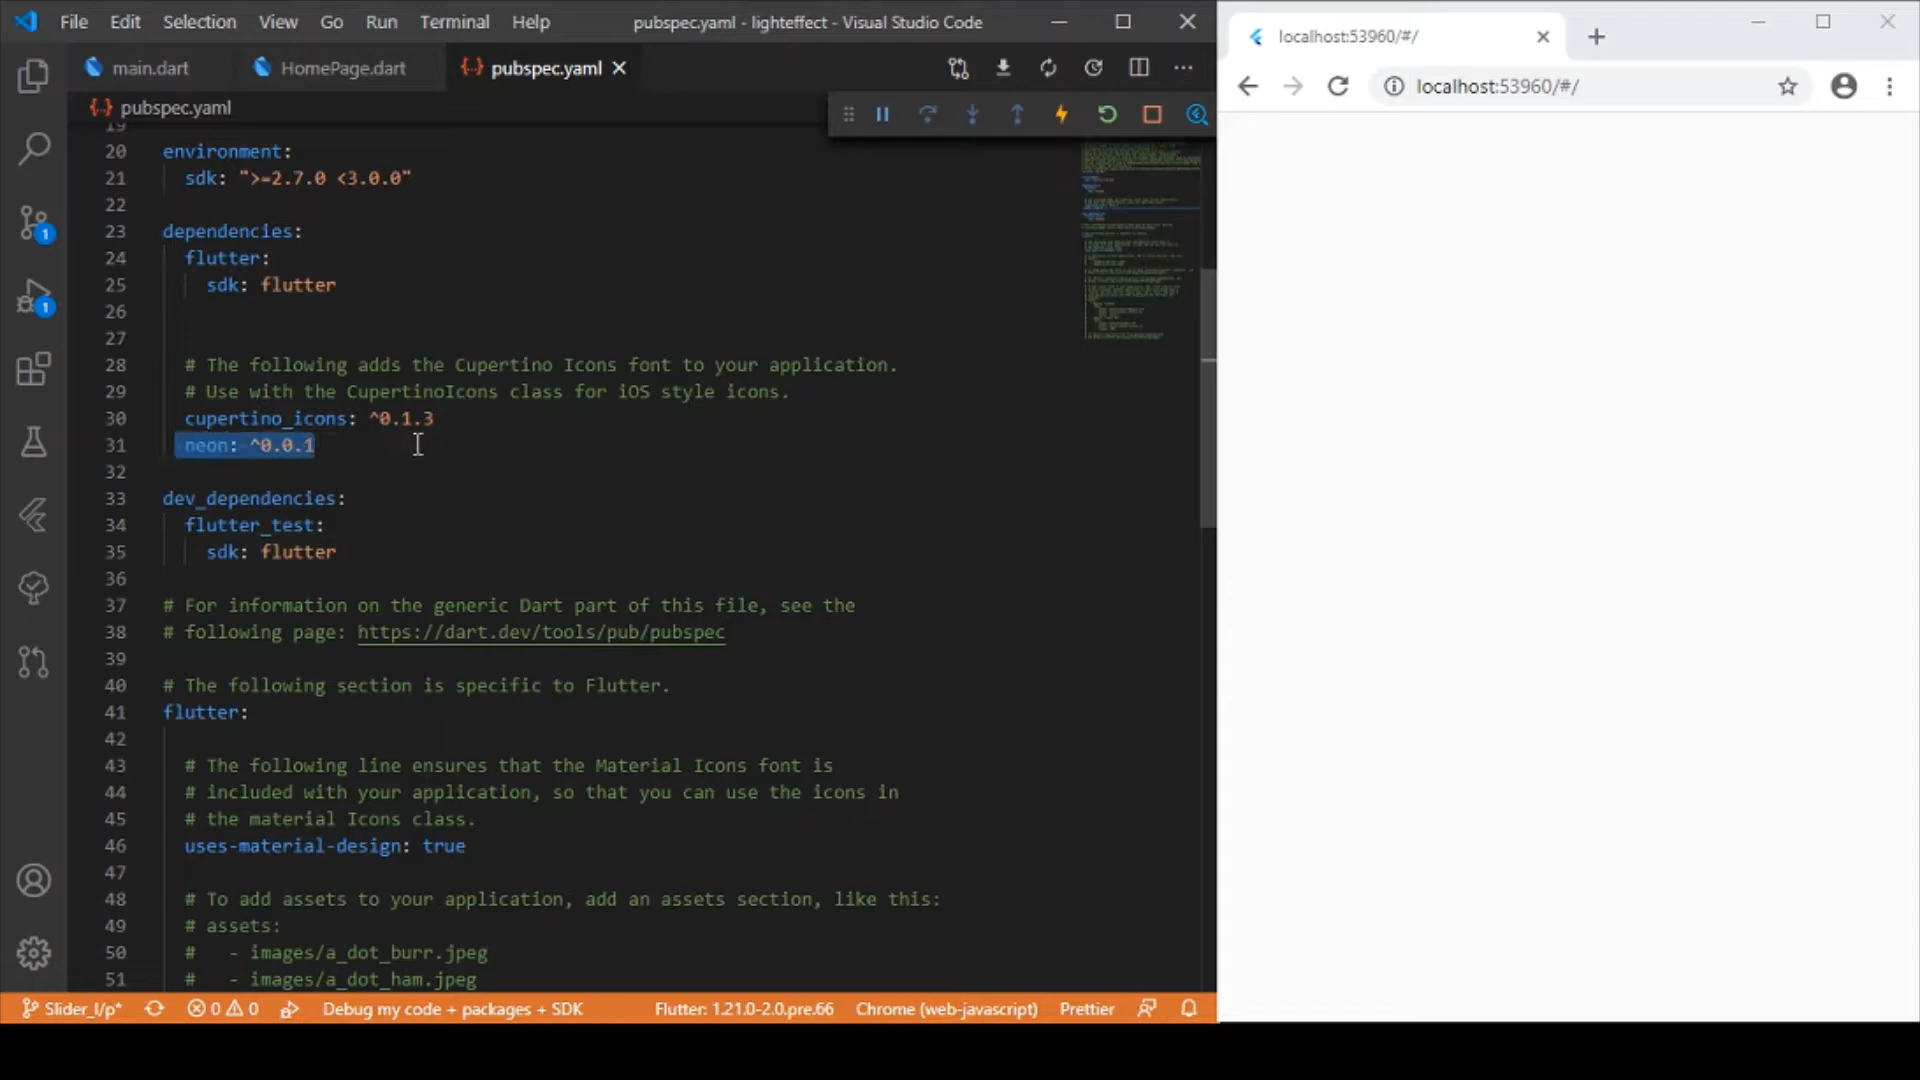 File Edit Selection View Go Run Terminal Help pubspec.yaml - lighteffect - Visual Studio Code
main.dart HomePage.dart {··} pubspec.yaml
{··} pubspec.yaml
19
20 environment:
21 sdk: ">=2.7.0 <3.0.0"
22
23 dependencies:
24 flutter:
25 sdk: flutter
26
27
28 # The following adds the Cupertino Icons font to your application.
29 # Use with the CupertinoIcons class for iOS style icons.
30 cupertino_icons: ^0.1.3
31 neon: ^0.0.1
32
33 dev_dependencies:
34 flutter_test:
35 sdk: flutter
36
37 # For information on the generic Dart part of this file, see the
38 # following page: https://dart.dev/tools/pub/pubspec
39
40 # The following section is specific to Flutter.
41 flutter:
42
43 # The following line ensures that the Material Icons font is
44 # included with your application, so that you can use the icons in
45 # the material Icons class.
46 uses-material-design: true
47
48 # To add assets to your application, add an assets section, like this:
49 # assets:
50 #   - images/a_dot_burr.jpeg
51 #   - images/a_dot_ham.jpeg
1
1
Slider_l/p* 0 0 Debug my code + packages + SDK Flutter: 1.21.0-2.0.pre.66 Chrome (web-javascript) Prettier
localhost:53960/#/
localhost:53960/#/